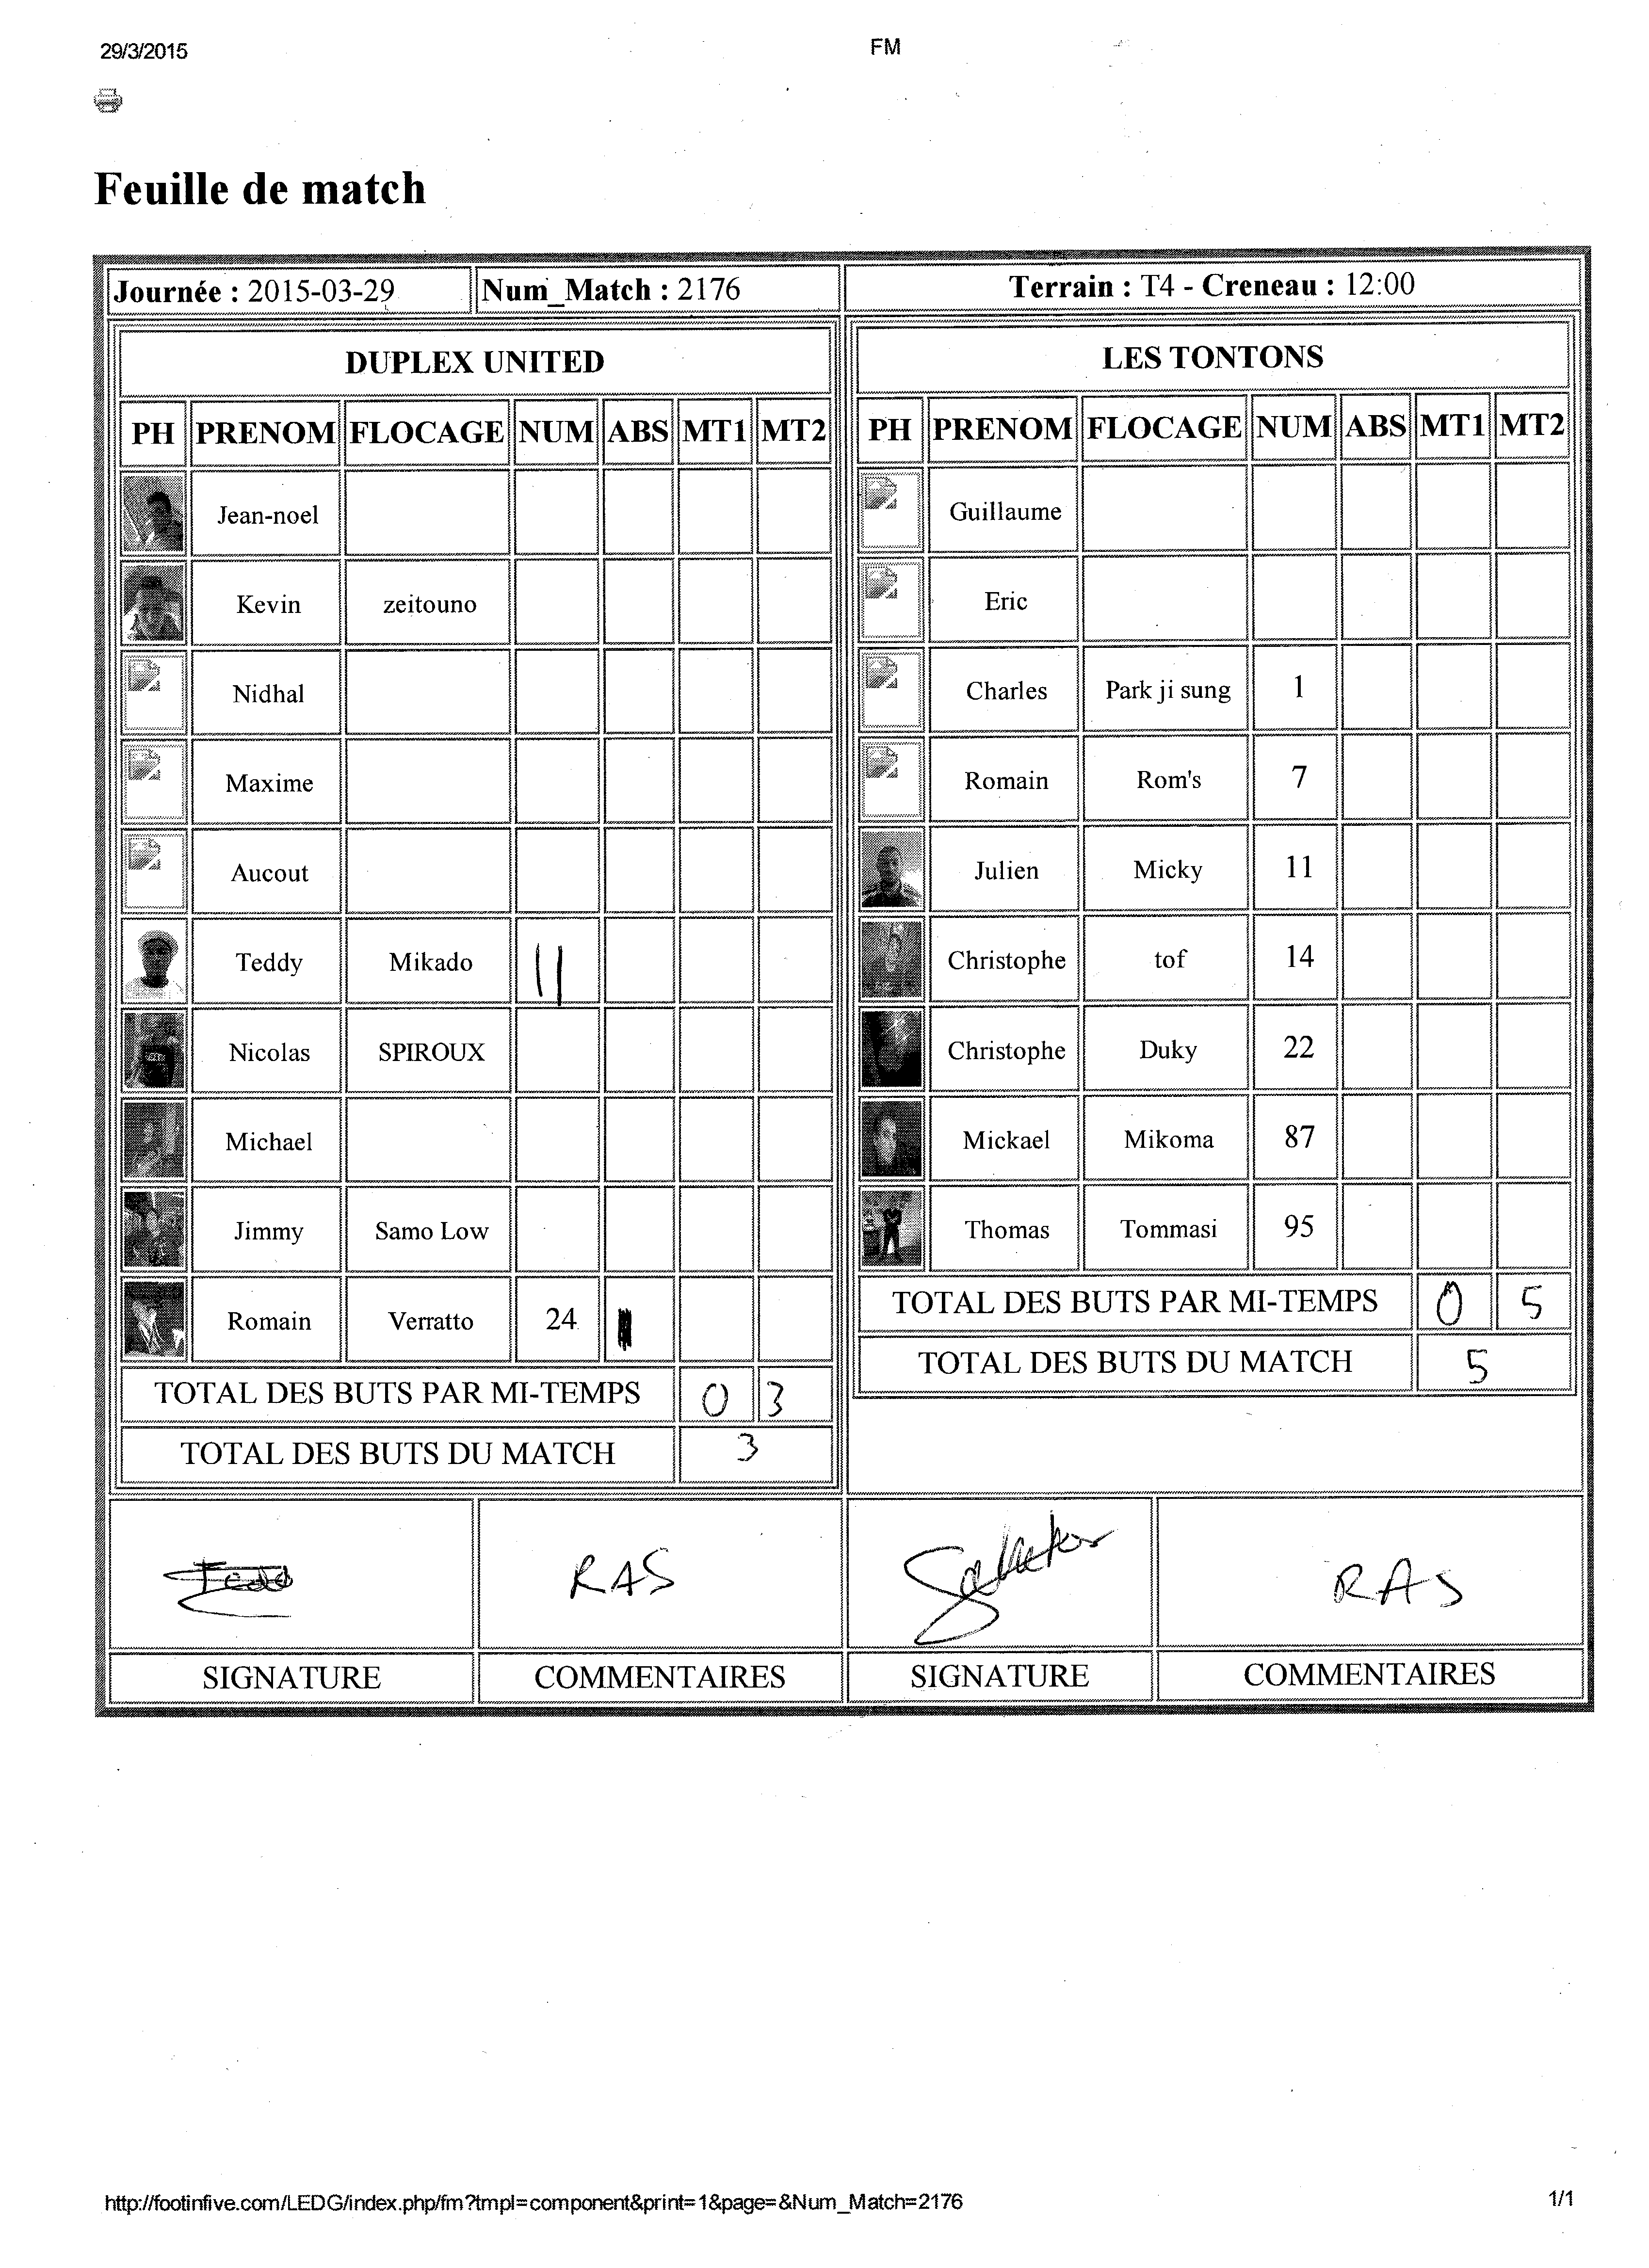 29/3/2015 FM
Feuille de match
Journée : 2015-03-29 Num_Match : 2176 Terrain : T4 - Creneau : 12:00
DUPLEX UNITED
PH PRENOM FLOCAGE NUM ABS MT1 MT2
Jean-noel
Kevin zeitouno
Nidhal
Maxime
Aucout
Teddy Mikado 11
Nicolas SPIROUX
Michael
Jimmy Samo Low
Romain Verratto 24
TOTAL DES BUTS PAR MI-TEMPS 0 3
TOTAL DES BUTS DU MATCH 3
LES TONTONS
PH PRENOM FLOCAGE NUM ABS MT1 MT2
Guillaume
Eric
Charles Park ji sung 1
Romain Rom's 7
Julien Micky 11
Christophe tof 14
Christophe Duky 22
Mickael Mikoma 87
Thomas Tommasi 95
TOTAL DES BUTS PAR MI-TEMPS 0 5
TOTAL DES BUTS DU MATCH 5
RAS RAS
SIGNATURE COMMENTAIRES SIGNATURE COMMENTAIRES
http://footinfive.com/LEDG/index.php/fm?tmpl=component&print=1&page=&Num_Match=2176 1/1